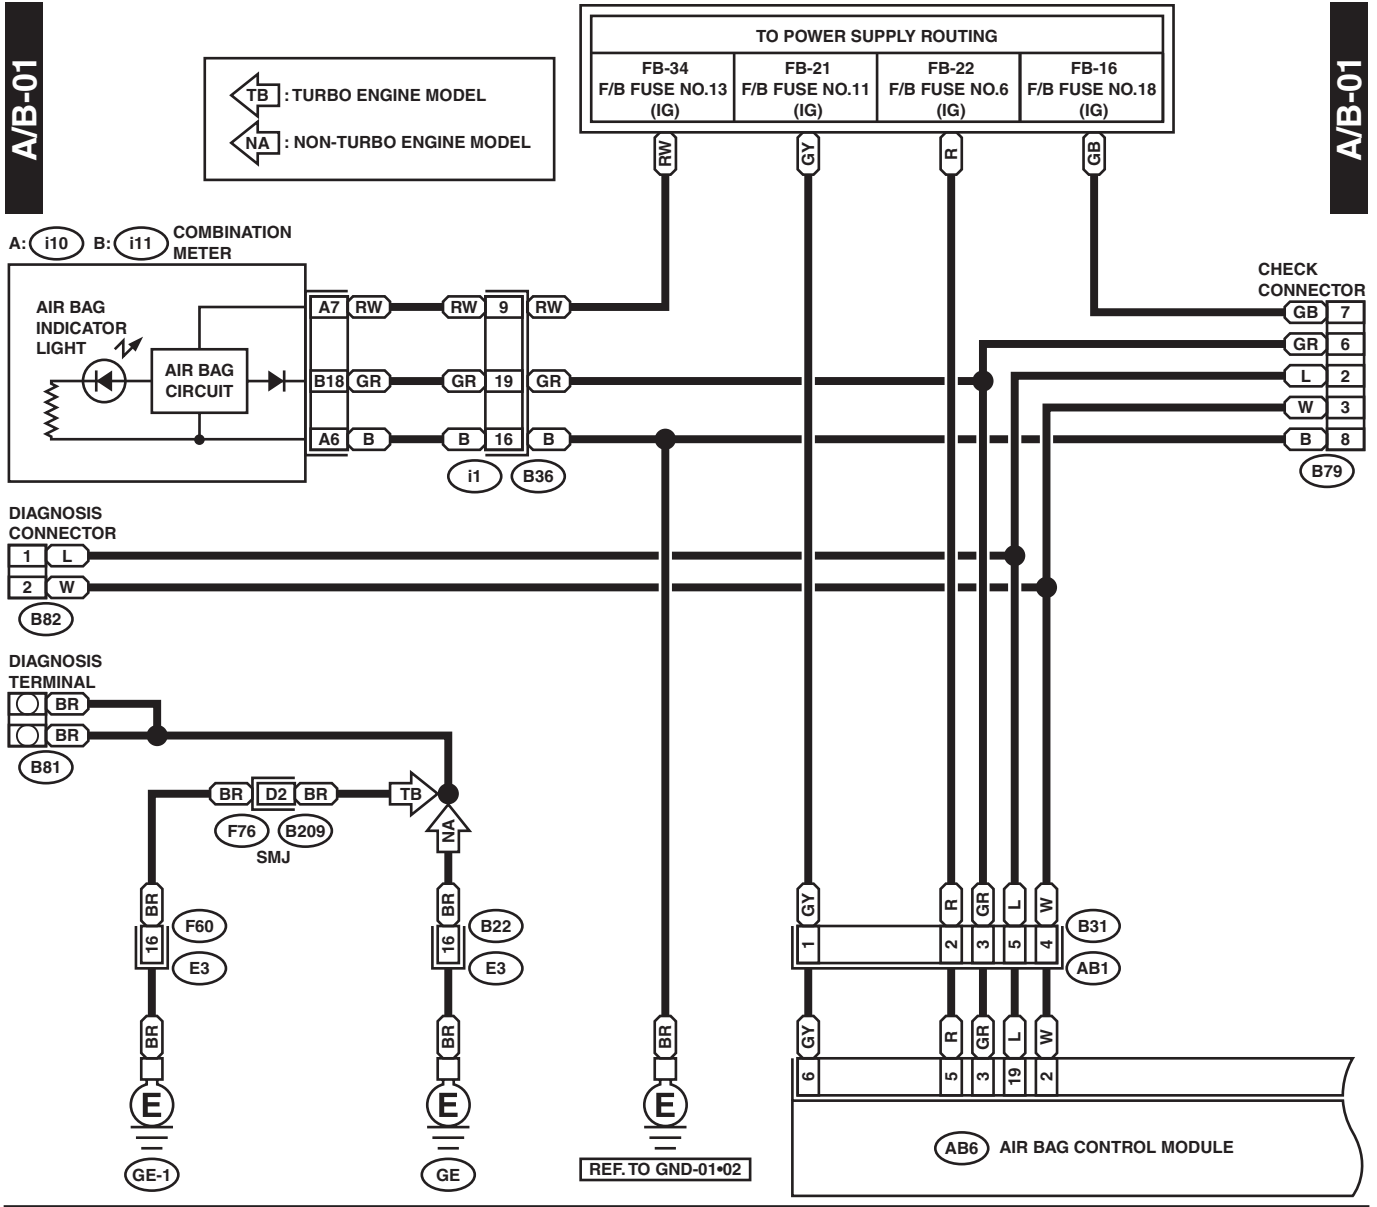 A/B-01
A/B-01
TO POWER SUPPLY ROUTING
FB-34
F/B FUSE NO.13
(IG)
FB-21
F/B FUSE NO.11
(IG)
FB-22
F/B FUSE NO.6
(IG)
FB-16
F/B FUSE NO.18
(IG)
TB : TURBO ENGINE MODEL
NA : NON-TURBO ENGINE MODEL
RW
GY
R
GB
A: i10 B: i11 COMBINATION
METER
AIR BAG
INDICATOR
LIGHT
AIR BAG
CIRCUIT
A7 RW RW 9 RW
B18 GR GR 19 GR
A6 B B 16 B
i1 B36
CHECK
CONNECTOR
GB 7
GR 6
L 2
W 3
B 8
B79
DIAGNOSIS
CONNECTOR
1 L
2 W
B82
DIAGNOSIS
TERMINAL
BR
BR
B81
BR D2 BR TB
NA
F76 B209
SMJ
BR
16
F60
E3
BR
E
GE-1
BR
16
B22
E3
BR
E
GE
BR
E
REF. TO GND-01•02
GY R GR L W
1 2 3 5 4
B31
AB1
GY R GR L W
6 5 3 19 2
AB6 AIR BAG CONTROL MODULE